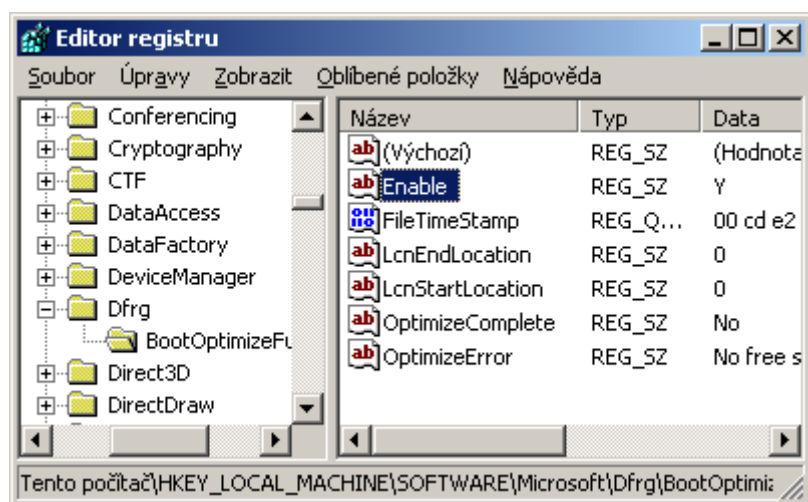 Editor registru
Soubor Úpravy Zobrazit Oblíbené položky Nápověda
Conferencing
Cryptography
CTF
DataAccess
DataFactory
DeviceManager
Dfrg
BootOptimizeFu
Direct3D
DirectDraw
Název Typ Data
(Výchozí) REG_SZ (Hodnota
Enable REG_SZ Y
FileTimeStamp REG_Q... 00 cd e2
LcnEndLocation REG_SZ 0
LcnStartLocation REG_SZ 0
OptimizeComplete REG_SZ No
OptimizeError REG_SZ No free s
Tento počítač\HKEY_LOCAL_MACHINE\SOFTWARE\Microsoft\Dfrg\BootOptimiz